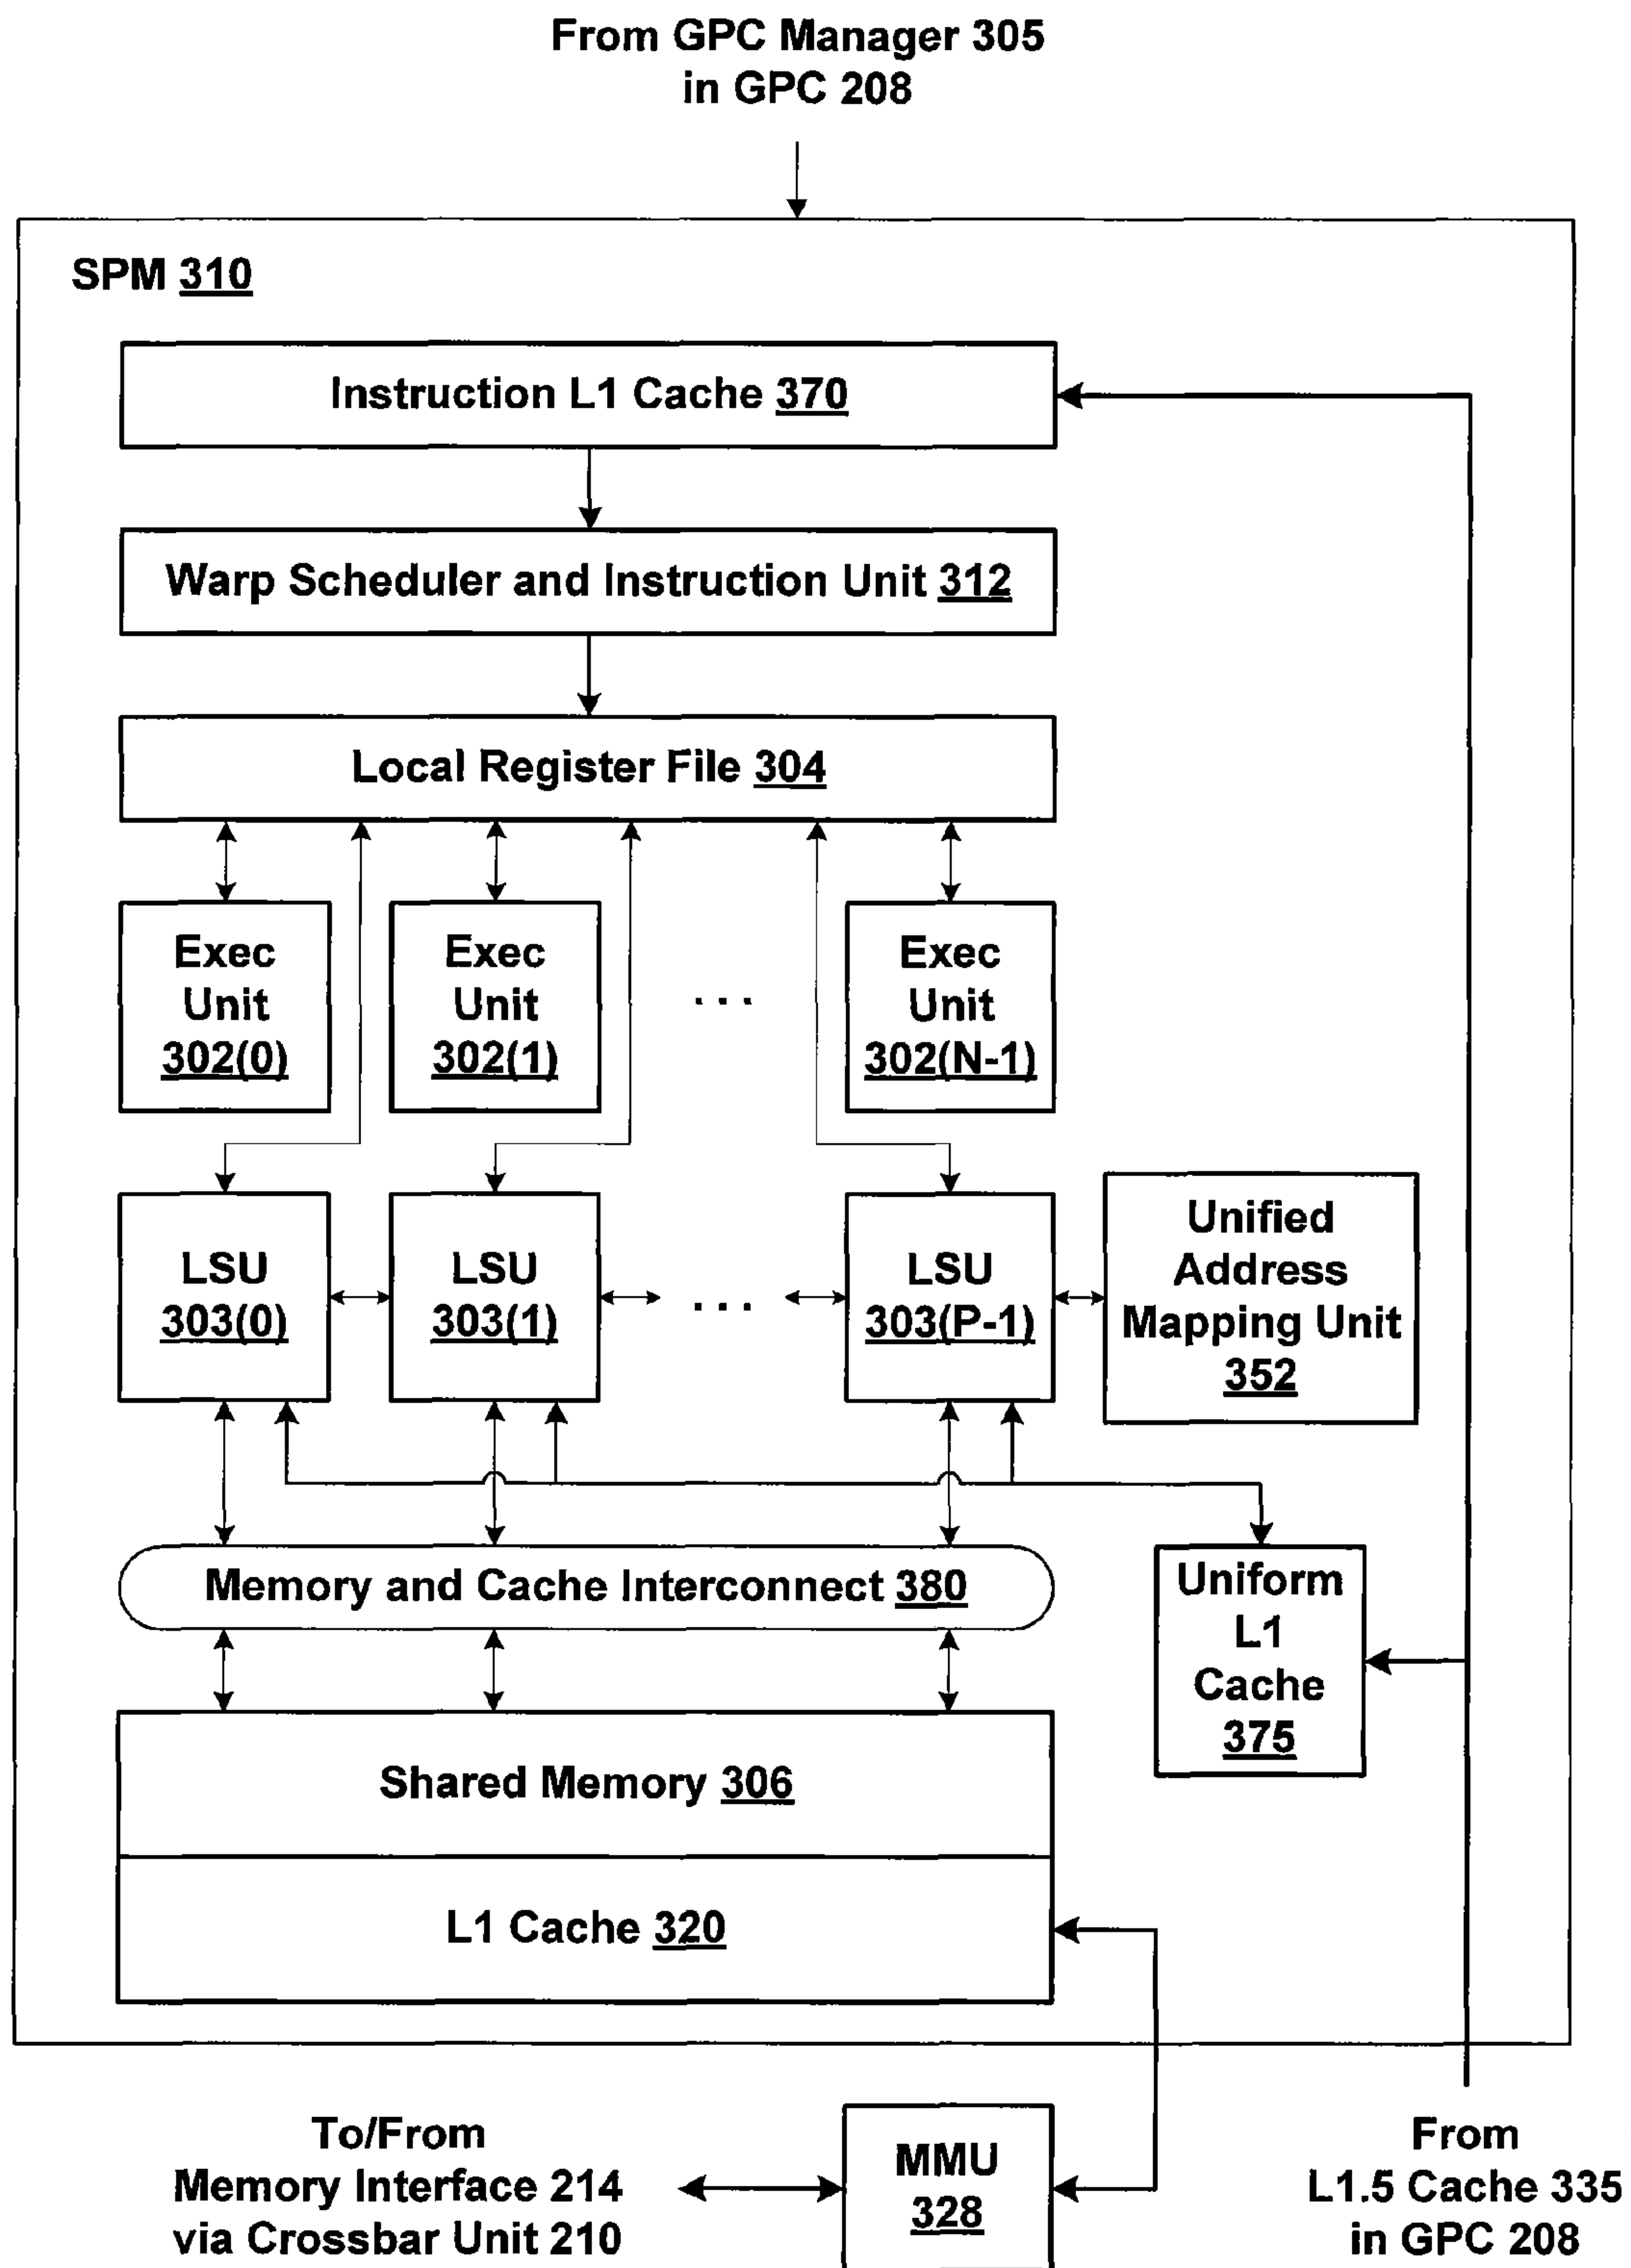 From GPC Manager 305
in GPC 208
SPM 310
Instruction L1 Cache 370
Warp Scheduler and Instruction Unit 312
Local Register File 304
Exec
Unit
302(0)
Exec
Unit
302(1)
. . .
Exec
Unit
302(N-1)
LSU
303(0)
LSU
303(1)
. . .
LSU
303(P-1)
Unified
Address
Mapping Unit
352
Memory and Cache Interconnect 380
Uniform
L1
Cache
375
Shared Memory 306
L1 Cache 320
To/From
Memory Interface 214
via Crossbar Unit 210
MMU
328
From
L1.5 Cache 335
in GPC 208